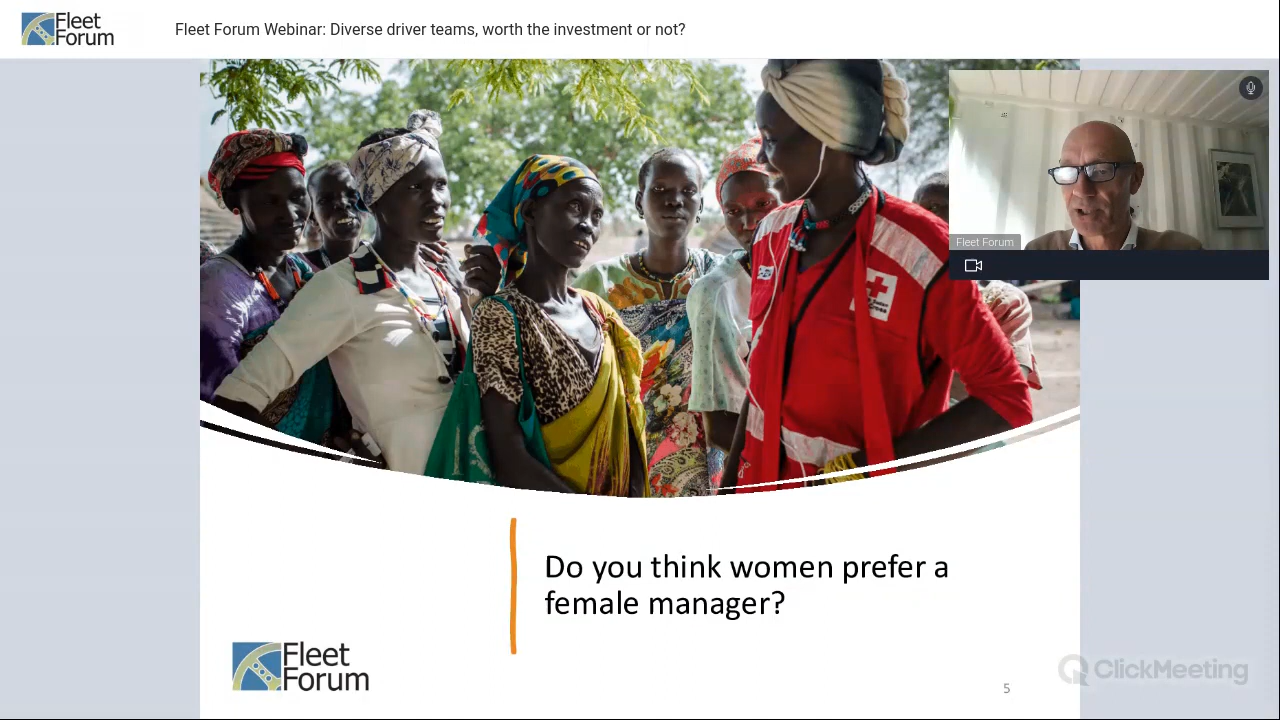 Fleet
Forum
Fleet Forum Webinar: Diverse driver teams, worth the investment or not?
Fleet Forum
Do you think women prefer a
female manager?
Fleet
Forum
5
ClickMeeting